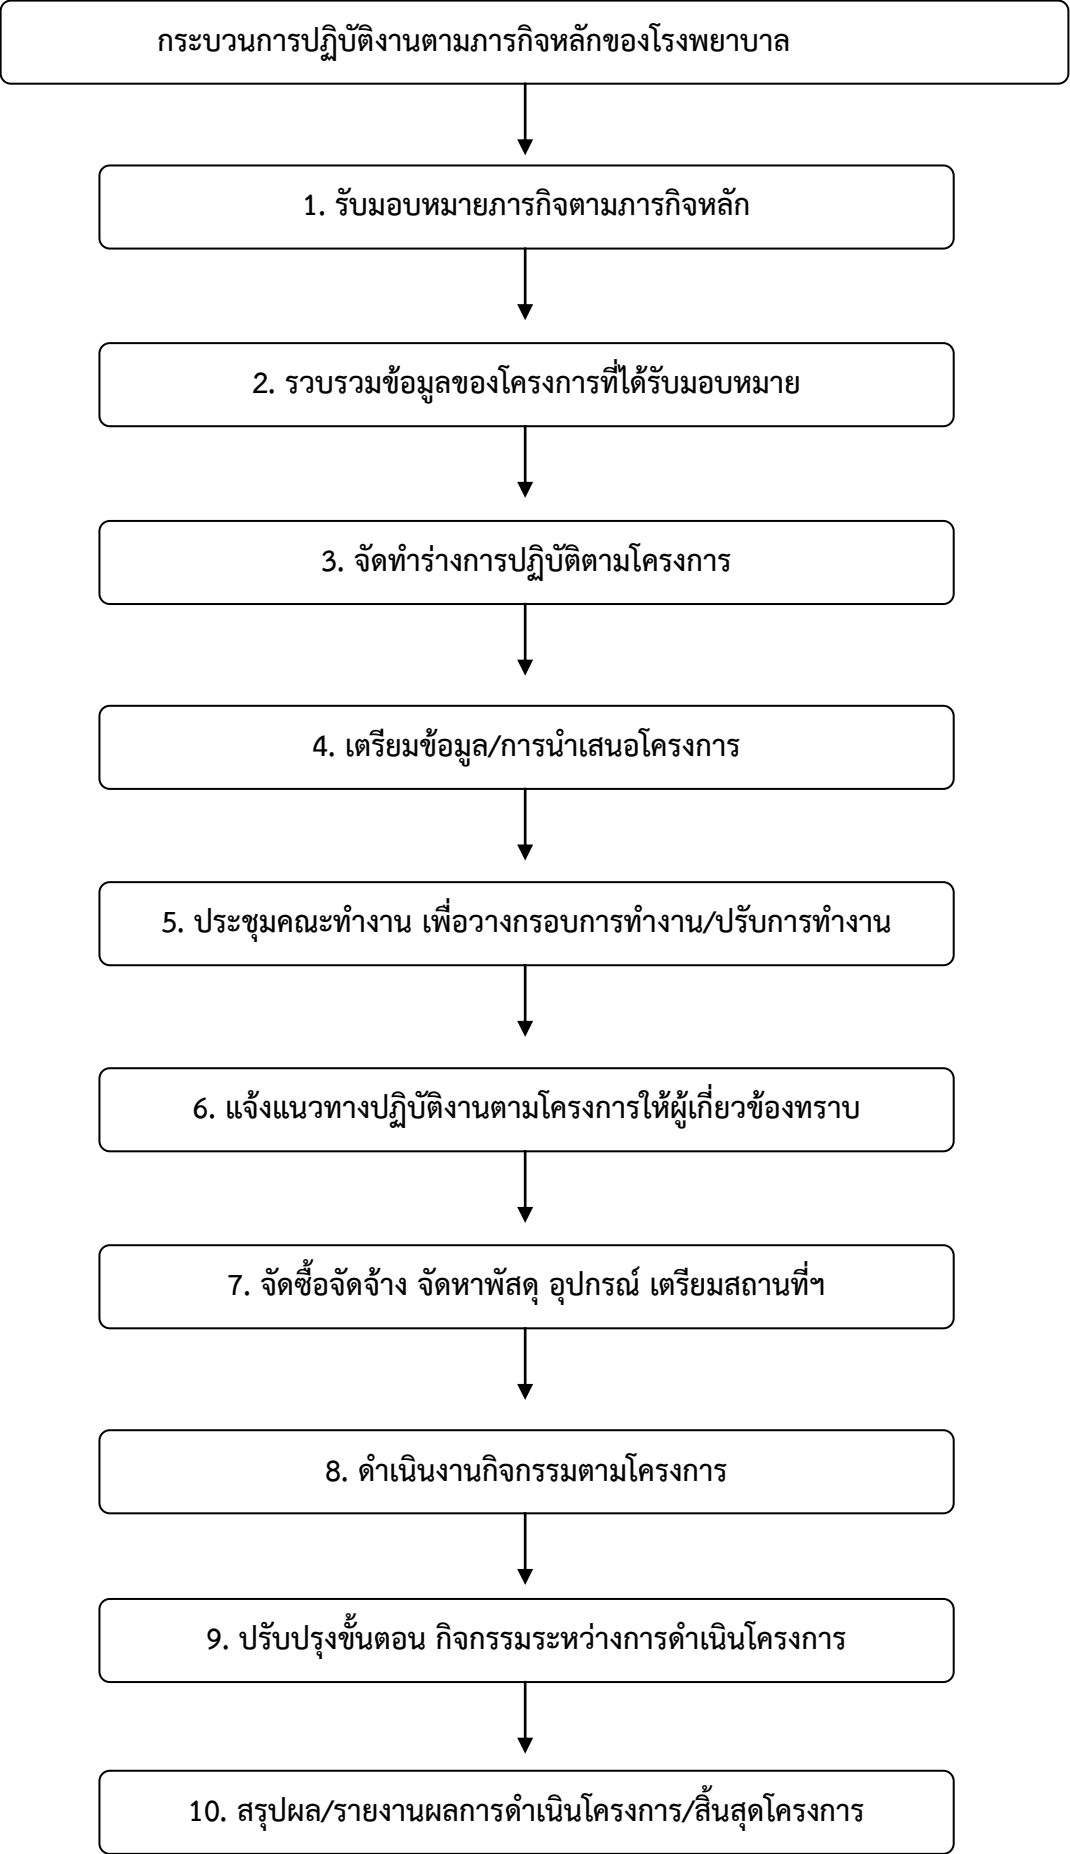 กระบวนการปฏิบัติงานตามภารกิจหลักของโรงพยาบาล
1. รับมอบหมายภารกิจตามภารกิจหลัก
2. รวบรวมข้อมูลของโครงการที่ได้รับมอบหมาย
3. จัดทำร่างการปฏิบัติตามโครงการ
4. เตรียมข้อมูล/การนำเสนอโครงการ
5. ประชุมคณะทำงาน เพื่อวางกรอบการทำงาน/ปรับการทำงาน
6. แจ้งแนวทางปฏิบัติงานตามโครงการให้ผู้เกี่ยวข้องทราบ
7. จัดซื้อจัดจ้าง จัดหาพัสดุ อุปกรณ์ เตรียมสถานที่ฯ
8. ดำเนินงานกิจกรรมตามโครงการ
9. ปรับปรุงขั้นตอน กิจกรรมระหว่างการดำเนินโครงการ
10. สรุปผล/รายงานผลการดำเนินโครงการ/สิ้นสุดโครงการ